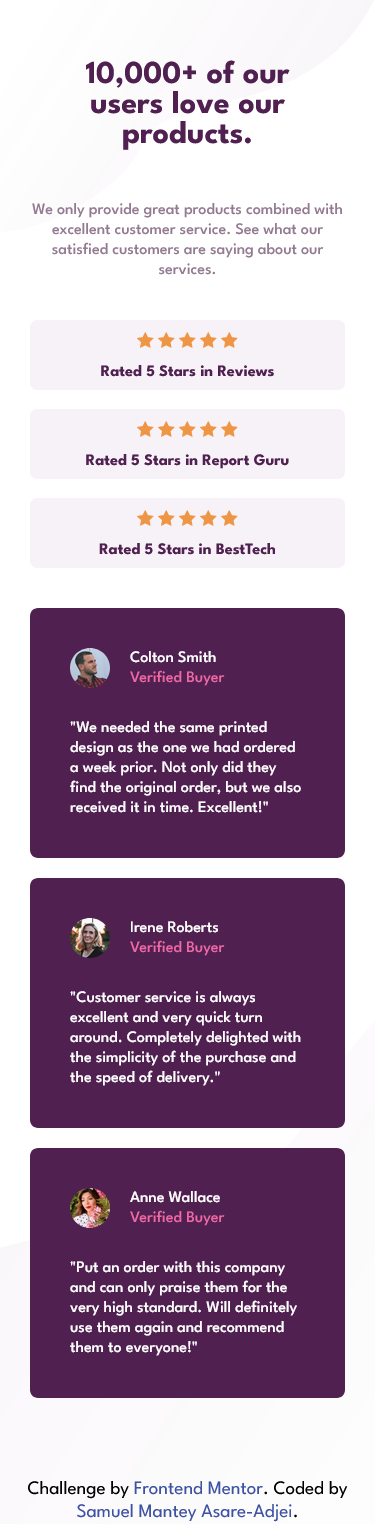 10,000+ of our
users love our
products.
We only provide great products combined with
excellent customer service. See what our
satisfied customers are saying about our
services.
Rated 5 Stars in Reviews
Rated 5 Stars in Report Guru
Rated 5 Stars in BestTech
Colton Smith
Verified Buyer
"We needed the same printed
design as the one we had ordered
a week prior. Not only did they
find the original order, but we also
received it in time. Excellent!"
Irene Roberts
Verified Buyer
"Customer service is always
excellent and very quick turn
around. Completely delighted with
the simplicity of the purchase and
the speed of delivery."
Anne Wallace
Verified Buyer
"Put an order with this company
and can only praise them for the
very high standard. Will definitely
use them again and recommend
them to everyone!"
Challenge by Frontend Mentor. Coded by
Samuel Mantey Asare-Adjei.